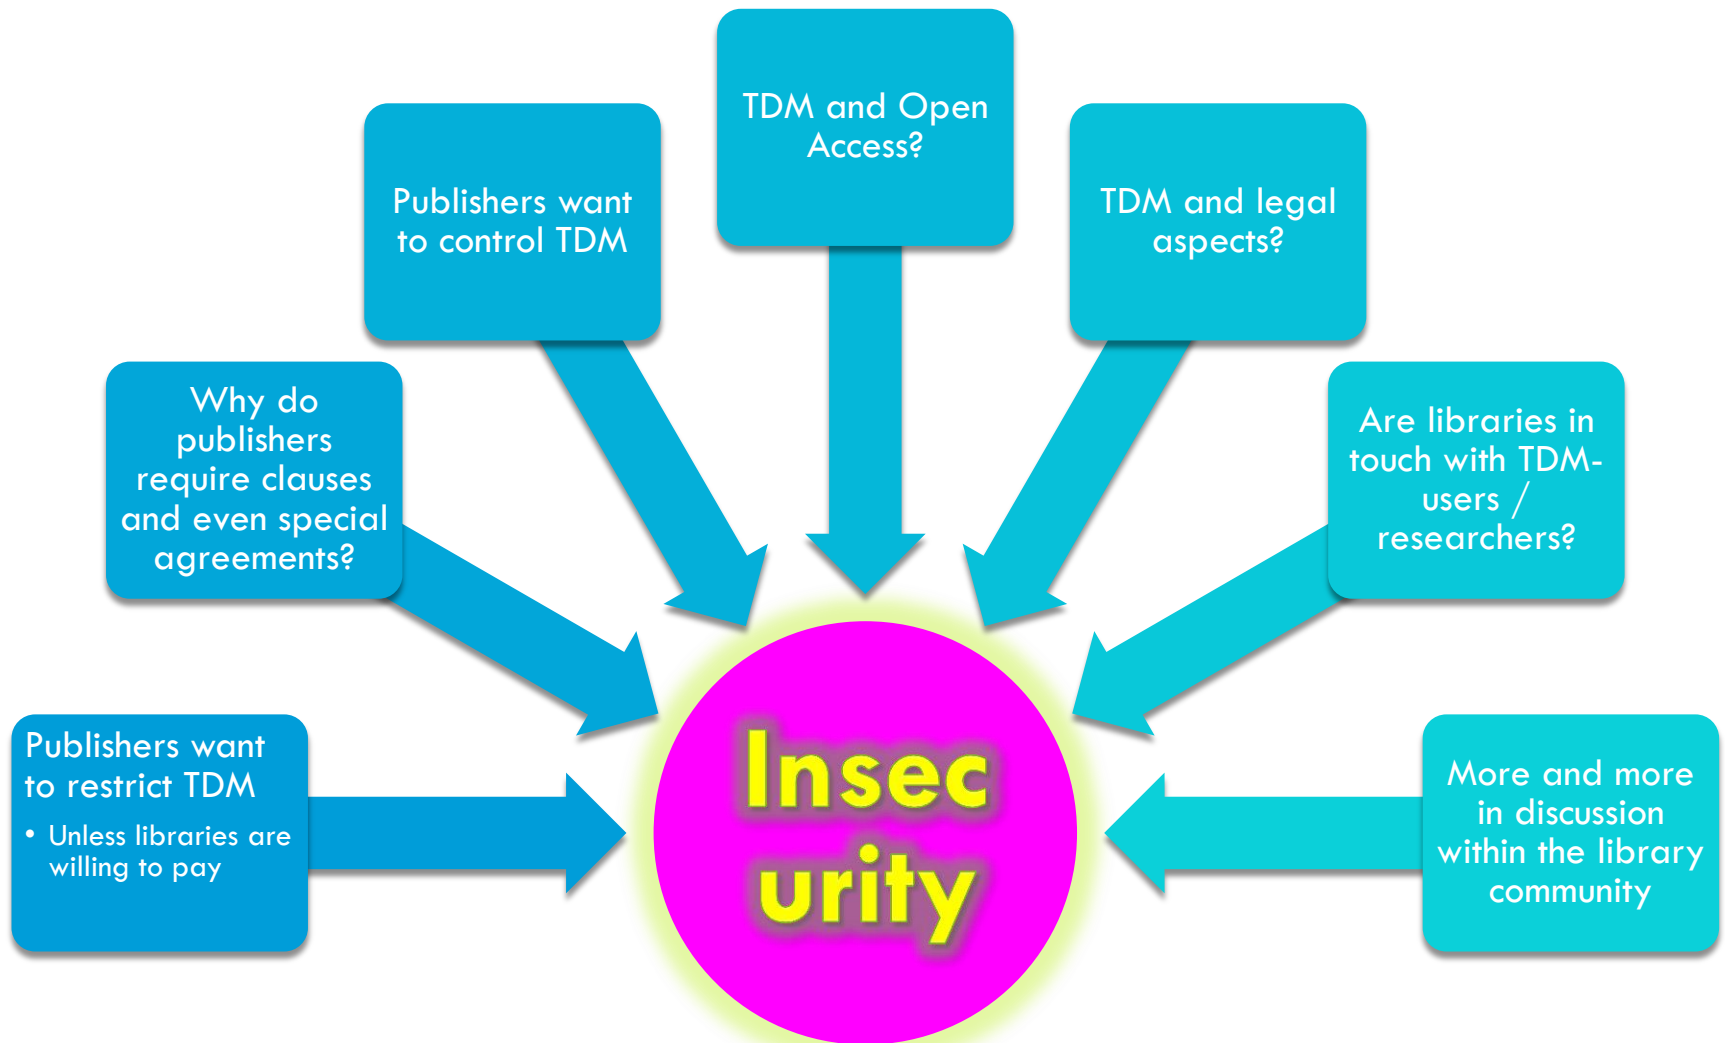 Publishers want
to restrict TDM
• Unless libraries are
willing to pay
Why do
publishers
require clauses
and even special
agreements?
Publishers want
to control TDM
TDM and Open
Access?
TDM and legal
aspects?
Are libraries in
touch with TDM-
users /
researchers?
More and more
in discussion
within the library
community
Insec
urity